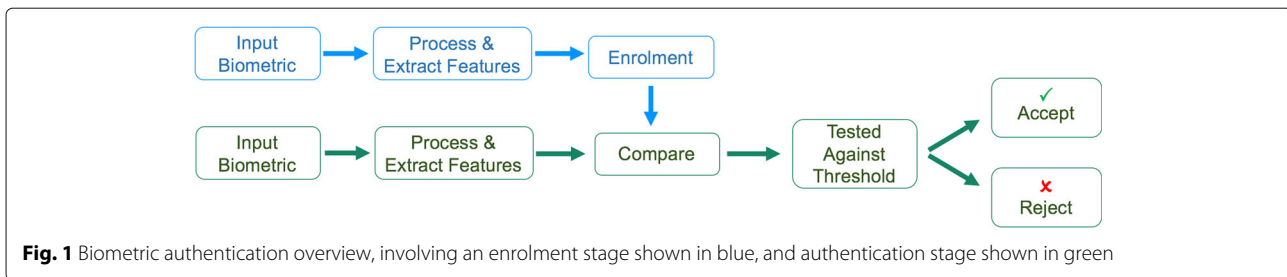 Input
Biometric
Process &
Extract Features
Enrolment
Input
Biometric
Process &
Extract Features
Compare
Tested
Against
Threshold
✓
Accept
✘
Reject
Fig. 1 Biometric authentication overview, involving an enrolment stage shown in blue, and authentication stage shown in green